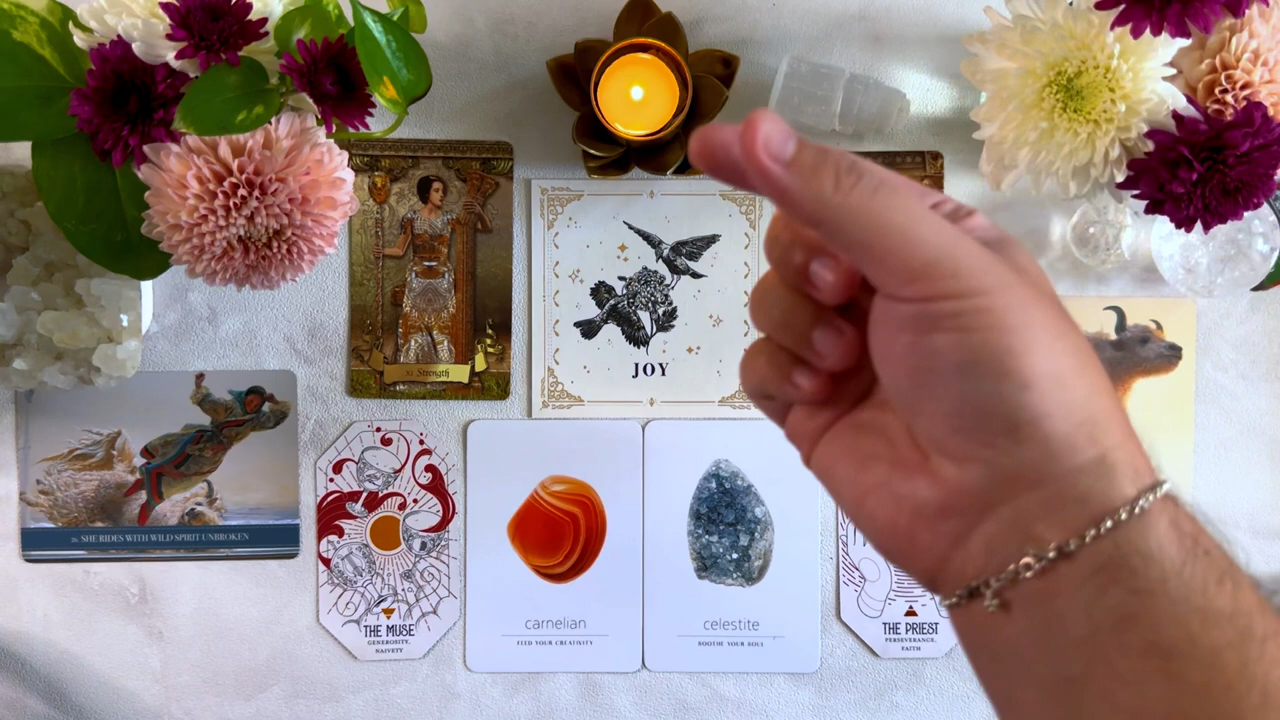 XI Strength
JOY
26. SHE RIDES WITH WILD SPIRIT UNBROKEN
THE MUSE
GENEROSITY,
NAIVETY
carnelian
FEED YOUR CREATIVITY
celestite
SOOTHE YOUR SOUL
THE PRIEST
PERSEVERANCE,
FAITH